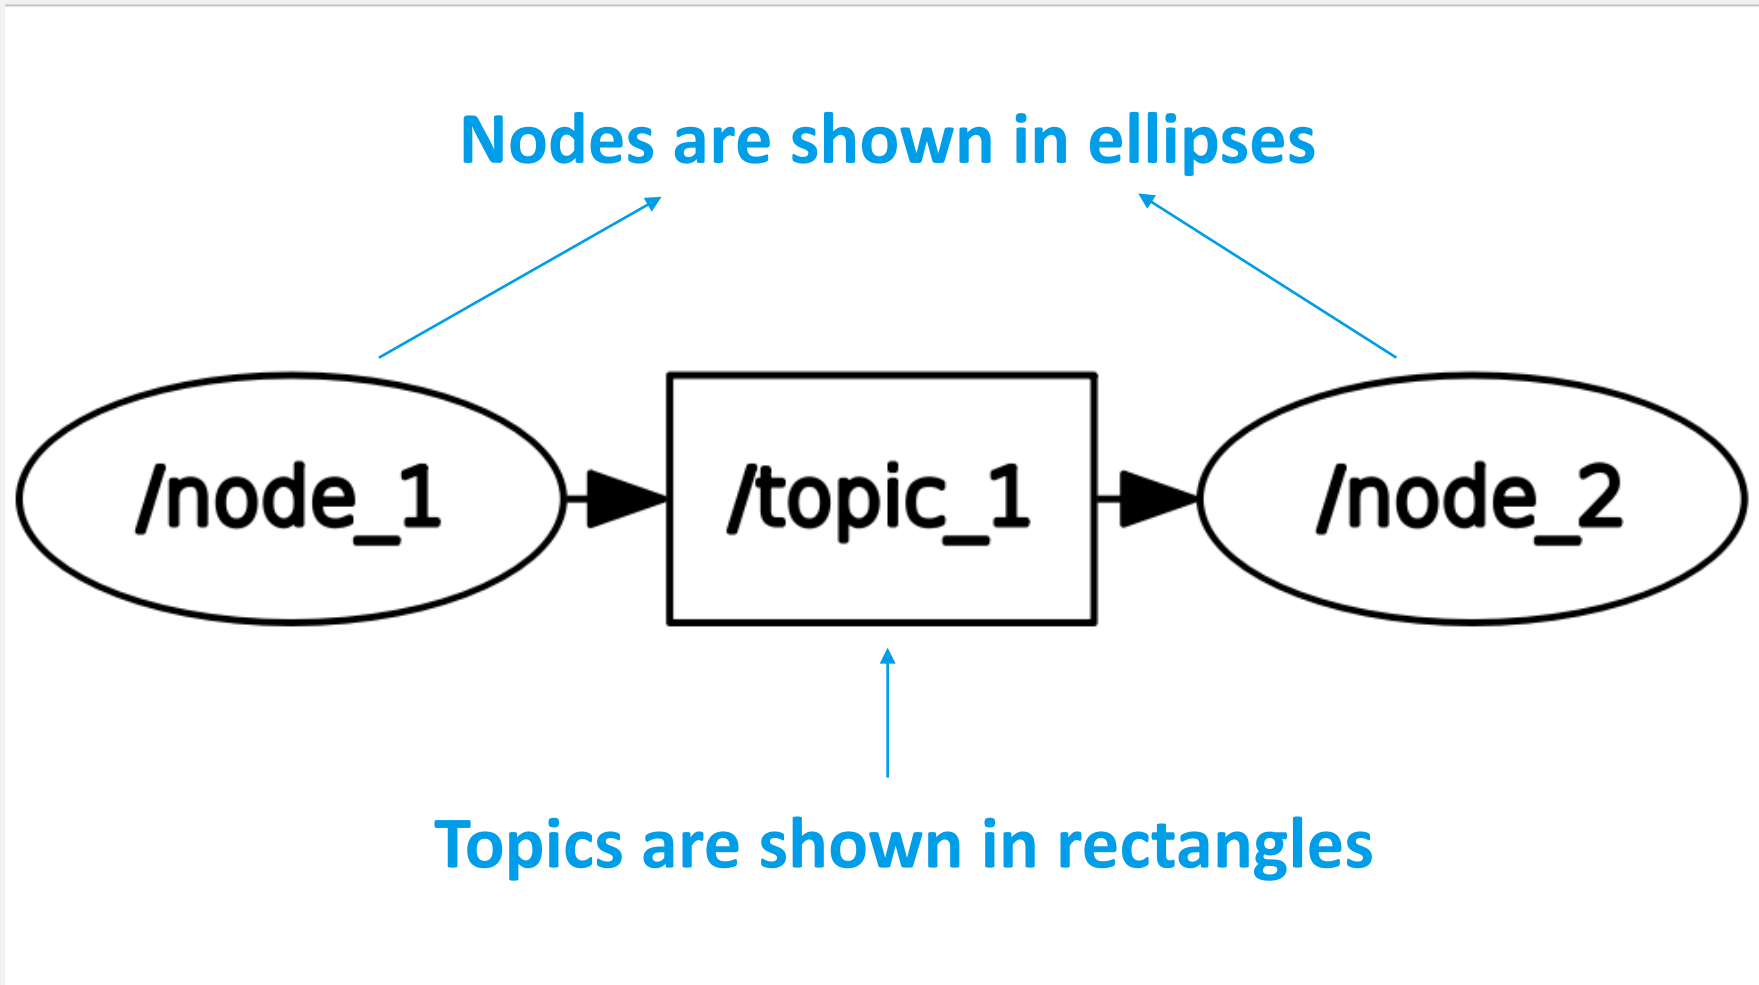 Nodes are shown in ellipses
/node_1
/topic_1
/node_2
Topics are shown in rectangles